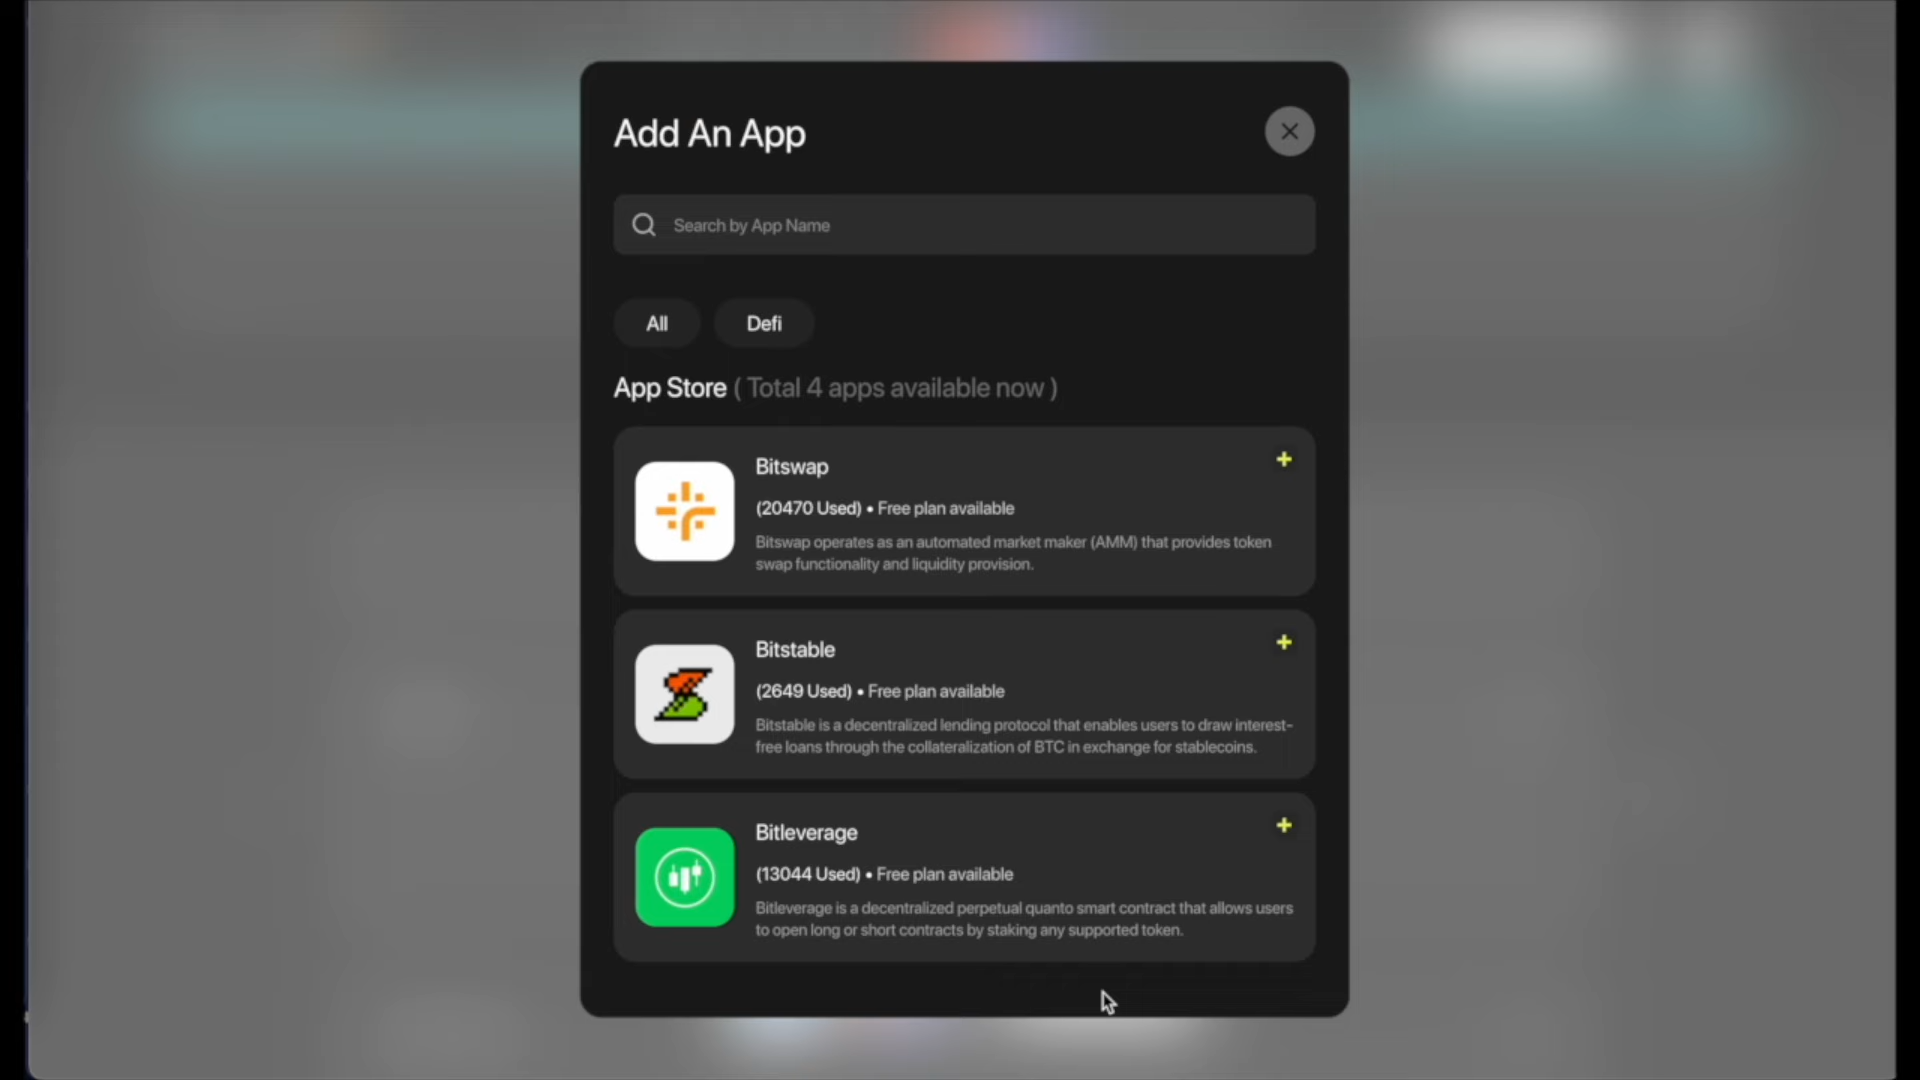 Add An App
Search by App Name
All
Defi
App Store ( Total 4 apps available now )
Bitswap
(20470 Used) • Free plan available
Bitswap operates as an automated market maker (AMM) that provides token
swap functionality and liquidity provision.
Bitstable
(2649 Used) • Free plan available
Bitstable is a decentralized lending protocol that enables users to draw interest-
free loans through the collateralization of BTC in exchange for stablecoins.
Bitleverage
(13044 Used) • Free plan available
Bitleverage is a decentralized perpetual quanto smart contract that allows users
to open long or short contracts by staking any supported token.